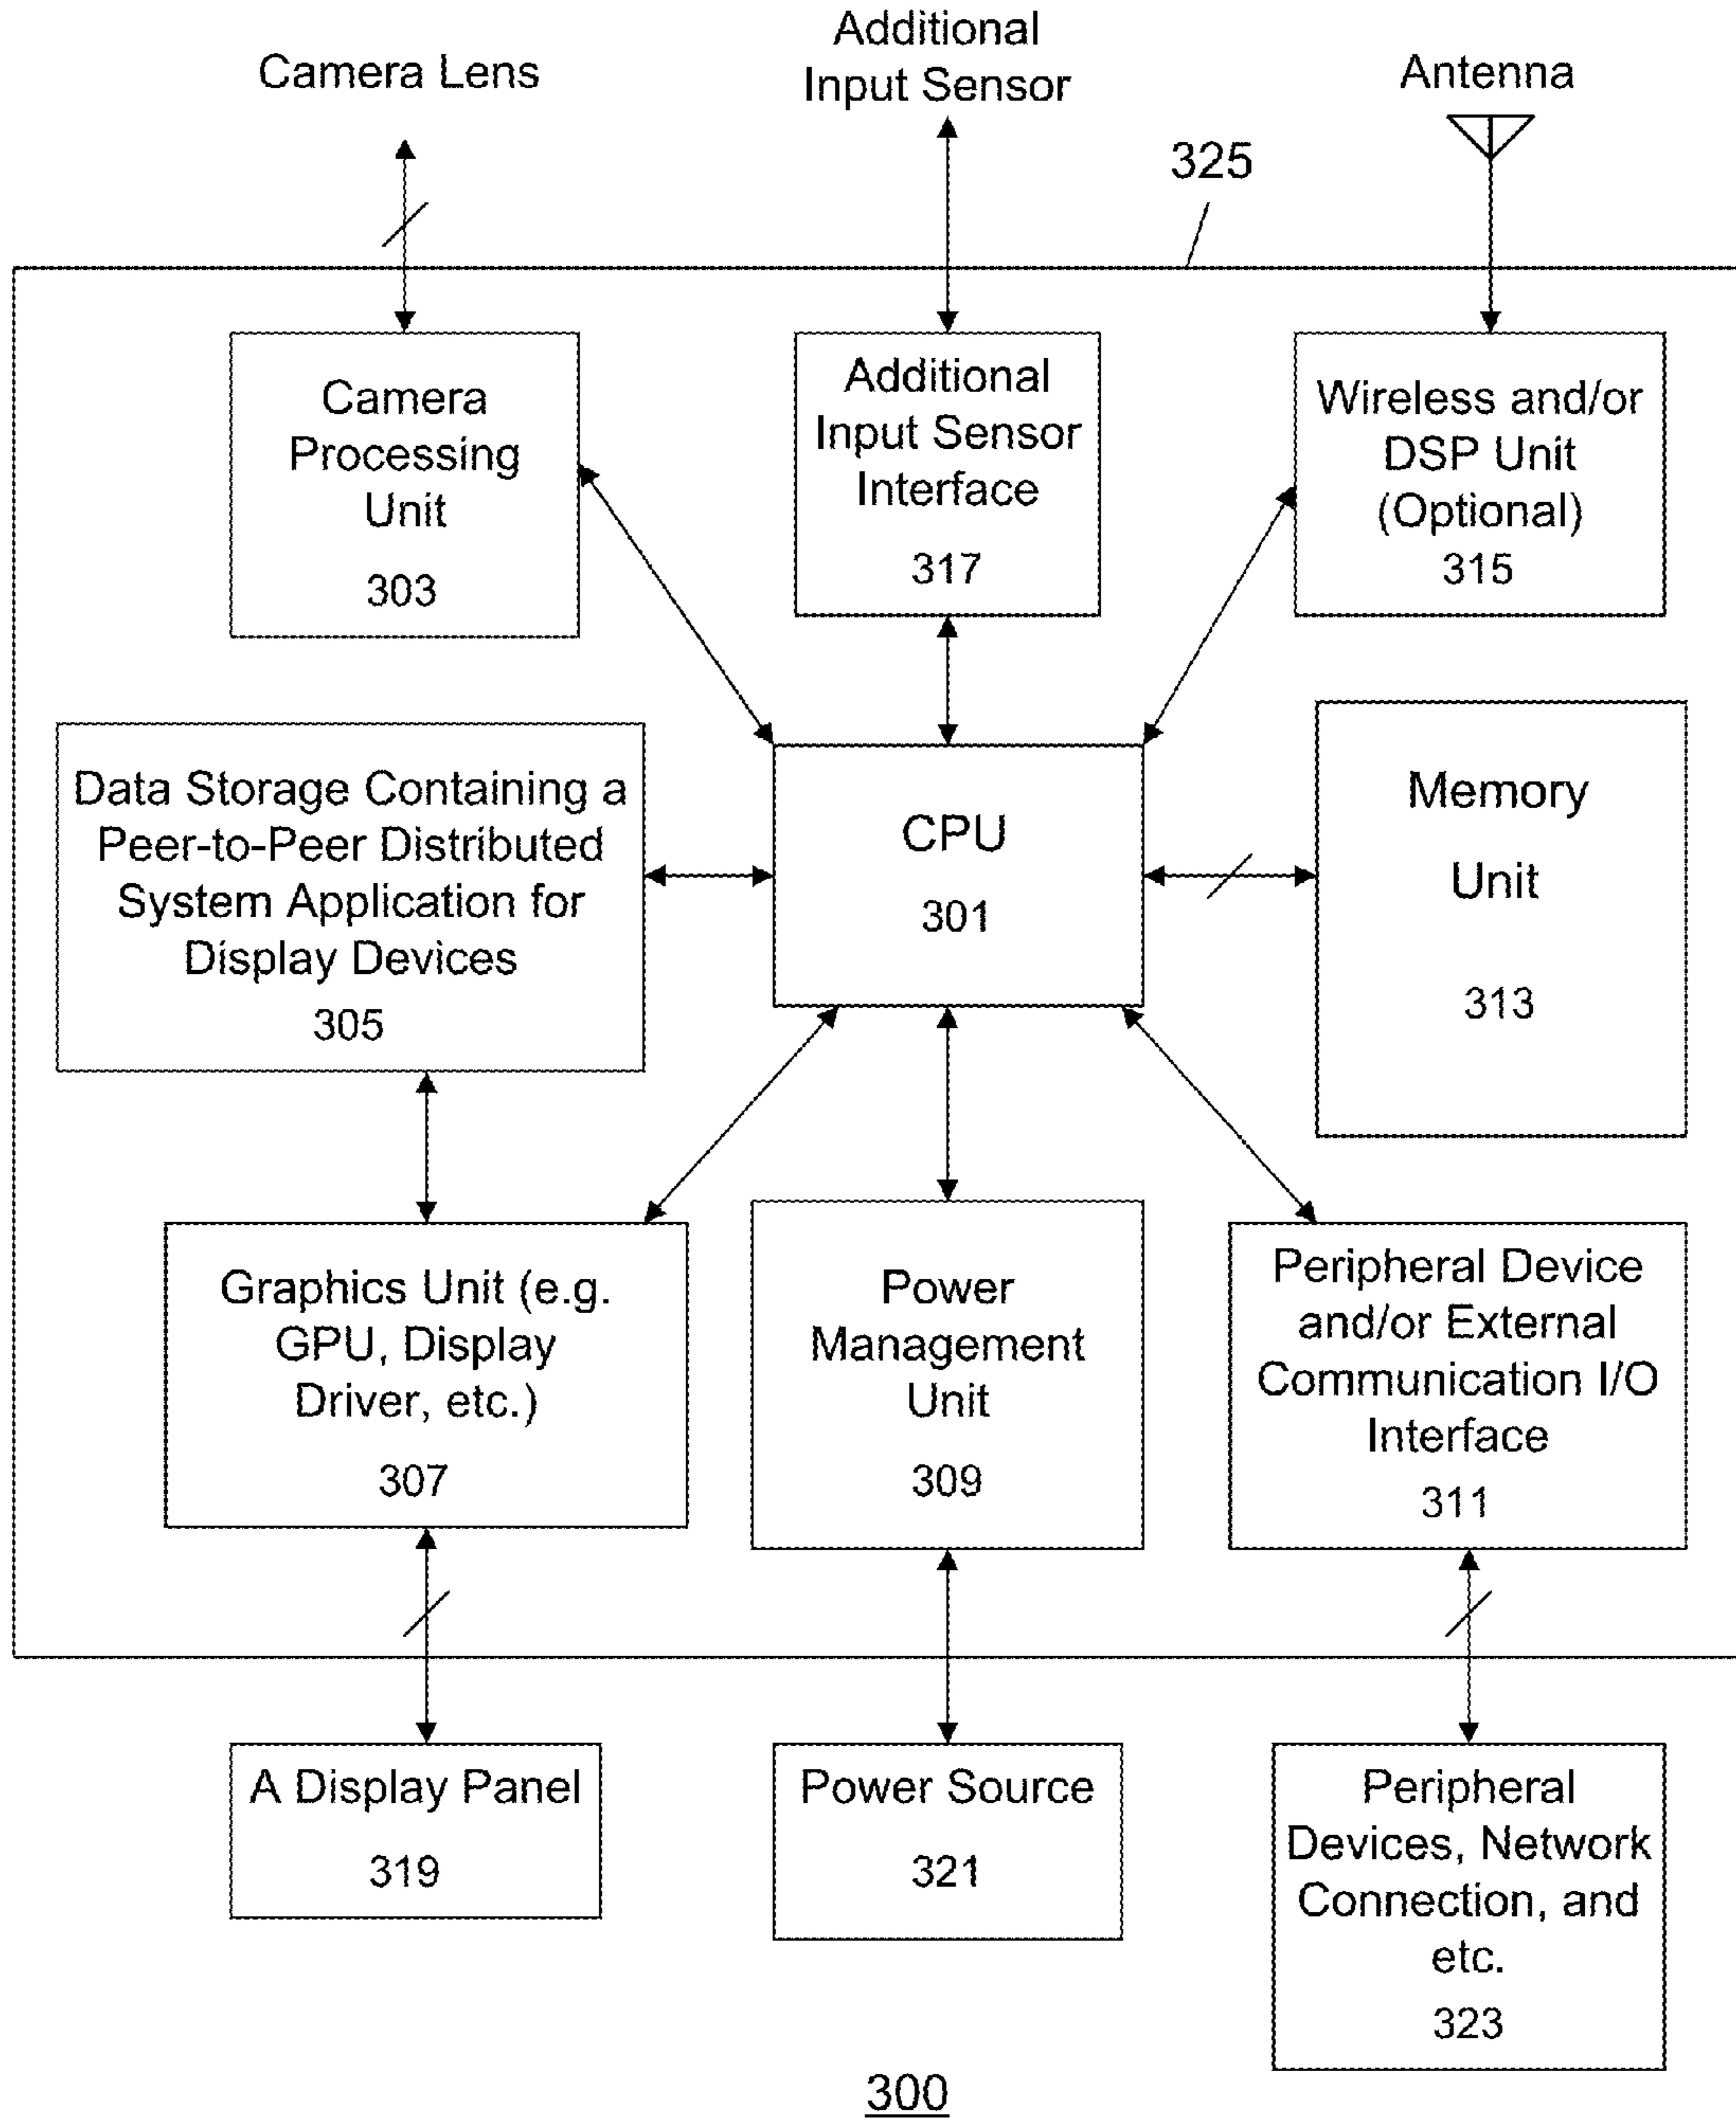 Camera Lens
Additional
Input Sensor
Antenna
325
Camera
Processing
Unit
303
Additional
Input Sensor
Interface
317
Wireless and/or
DSP Unit
(Optional)
315
Data Storage Containing a
Peer-to-Peer Distributed
System Application for
Display Devices
305
CPU
301
Memory
Unit
313
Graphics Unit (e.g.
GPU, Display
Driver, etc.)
307
Power
Management
Unit
309
Peripheral Device
and/or External
Communication I/O
Interface
311
A Display Panel
319
Power Source
321
Peripheral
Devices, Network
Connection, and
etc.
323
300